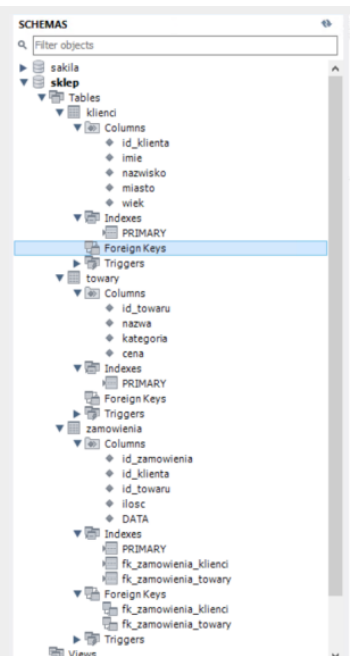 SCHEMAS
Filter objects
sakila
sklep
Tables
klienci
Columns
id_klienta
imie
nazwisko
miasto
wiek
Indexes
PRIMARY
Foreign Keys
Triggers
towary
Columns
id_towaru
nazwa
kategoria
cena
Indexes
PRIMARY
Foreign Keys
Triggers
zamowienia
Columns
id_zamowienia
id_klienta
id_towaru
ilosc
DATA
Indexes
PRIMARY
fk_zamowienia_klienci
fk_zamowienia_towary
Foreign Keys
fk_zamowienia_klienci
fk_zamowienia_towary
Triggers
Views